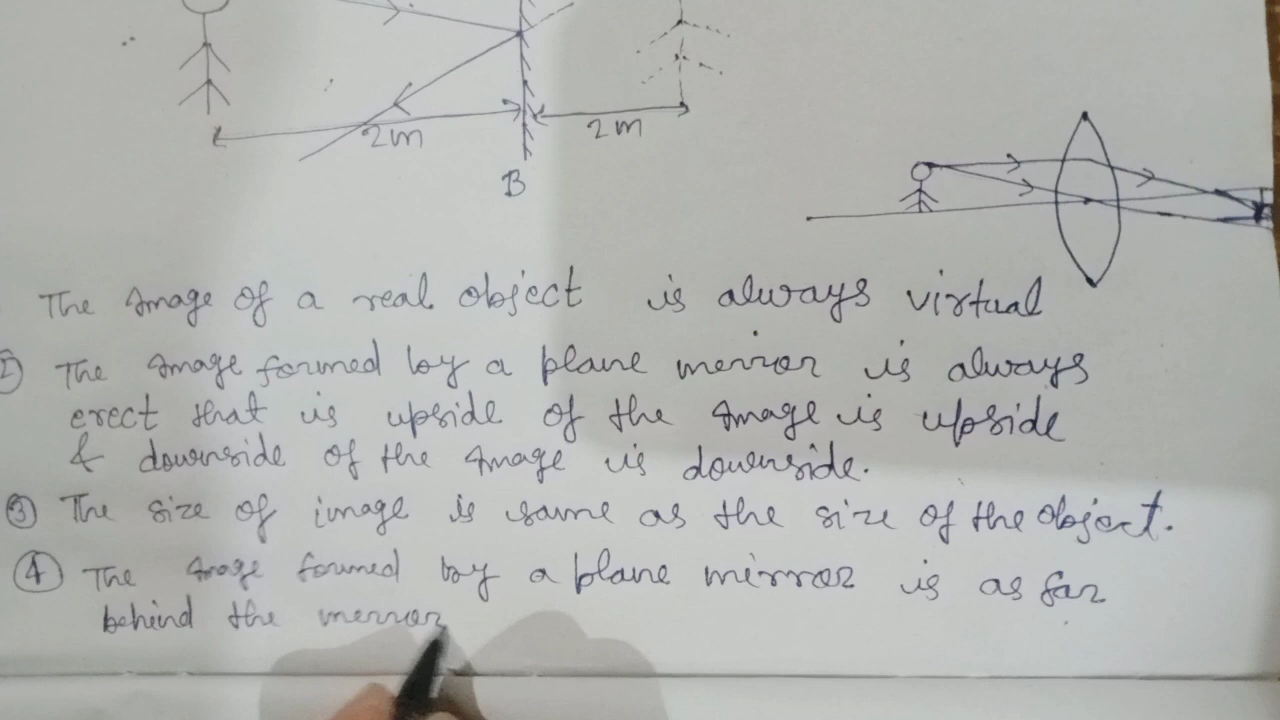 2m
2m
B
The Image of a real object is always virtual
② The Image formed by a plane merror is always
erect that is upside of the Image is upside
& downside of the Image is downside.
③ The size of image is same as the size of the object.
④ The Image formed by a plane mirror is as far
behind the merror